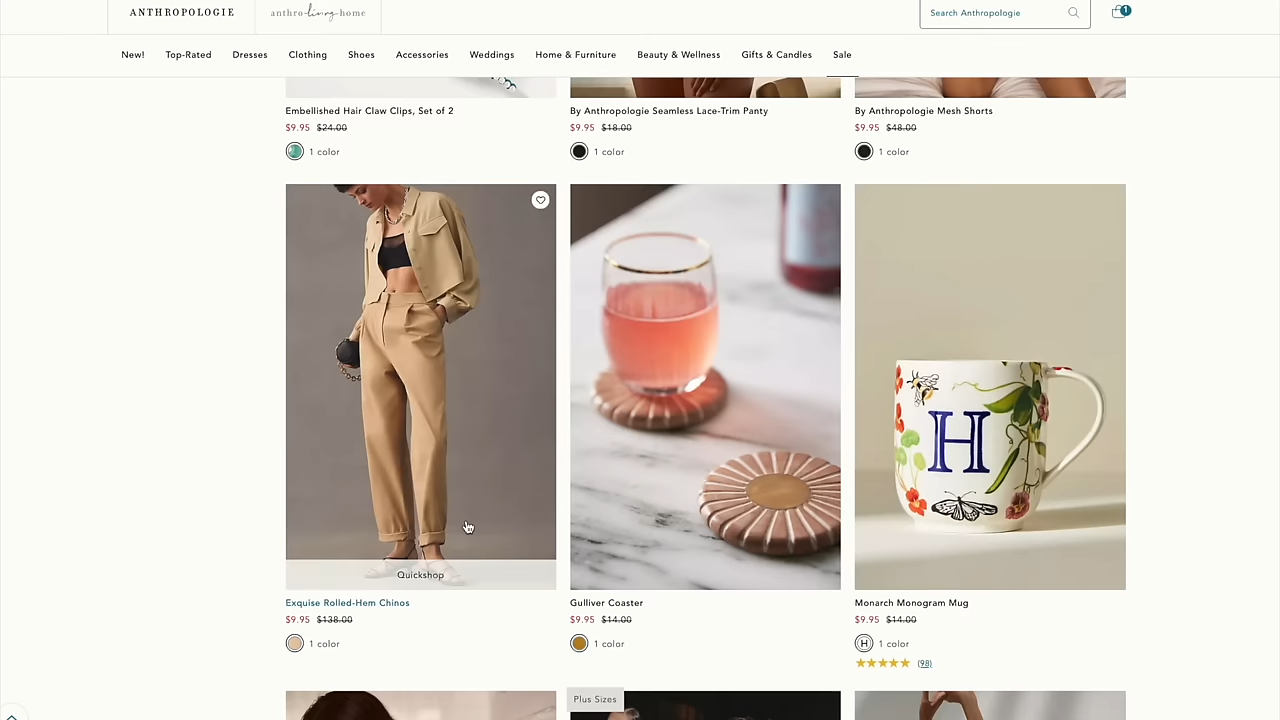 ANTHROPOLOGIE
anthro-living-home
Search Anthropologie
1
New!
Top-Rated
Dresses
Clothing
Shoes
Accessories
Weddings
Home & Furniture
Beauty & Wellness
Gifts & Candles
Sale
Embellished Hair Claw Clips, Set of 2
$9.95 $24.00
1 color
By Anthropologie Seamless Lace-Trim Panty
$9.95 $18.00
1 color
By Anthropologie Mesh Shorts
$9.95 $48.00
1 color
Quickshop
Exquise Rolled-Hem Chinos
$9.95 $138.00
1 color
Gulliver Coaster
$9.95 $14.00
1 color
H
Monarch Monogram Mug
$9.95 $14.00
H 1 color
(98)
Plus Sizes